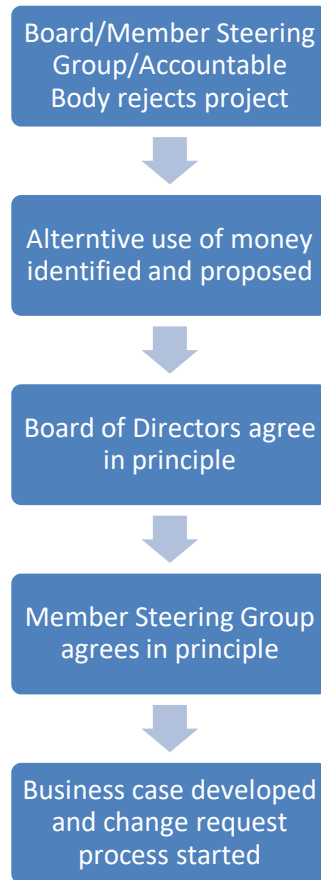 Board/Member Steering
Group/Accountable
Body rejects project
Alterntive use of money
identified and proposed
Board of Directors agree
in principle
Member Steering Group
agrees in principle
Business case developed
and change request
process started